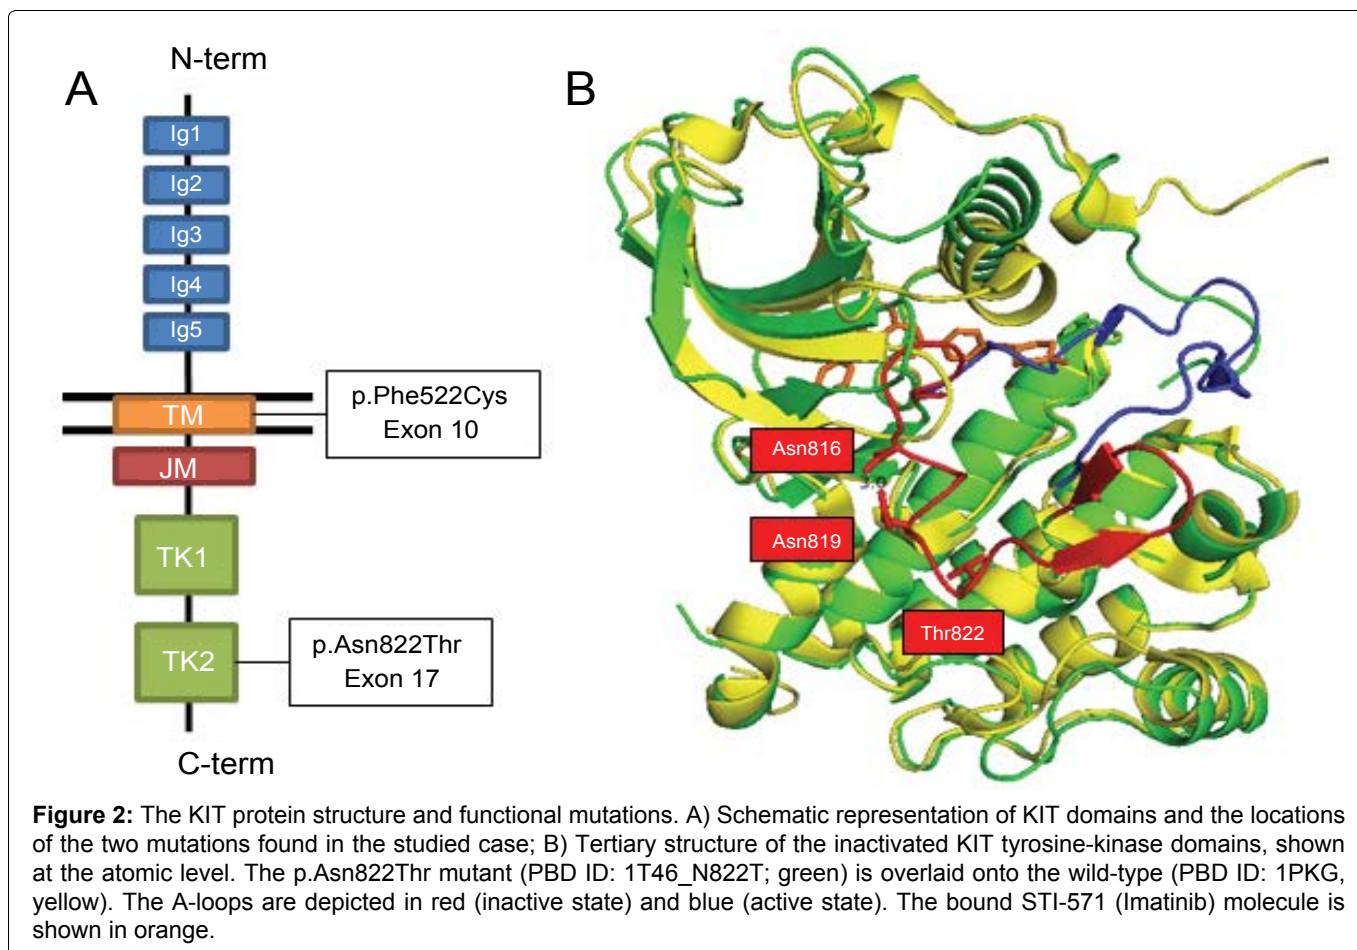 A
N-term
Ig1
Ig2
Ig3
Ig4
Ig5
TM
p.Phe522Cys
Exon 10
JM
TK1
TK2
p.Asn822Thr
Exon 17
C-term
B
Asn816
Asn819
Thr822
Figure 2: The KIT protein structure and functional mutations. A) Schematic representation of KIT domains and the locations
of the two mutations found in the studied case; B) Tertiary structure of the inactivated KIT tyrosine-kinase domains, shown
at the atomic level. The p.Asn822Thr mutant (PBD ID: 1T46_N822T; green) is overlaid onto the wild-type (PBD ID: 1PKG,
yellow). The A-loops are depicted in red (inactive state) and blue (active state). The bound STI-571 (Imatinib) molecule is
shown in orange.